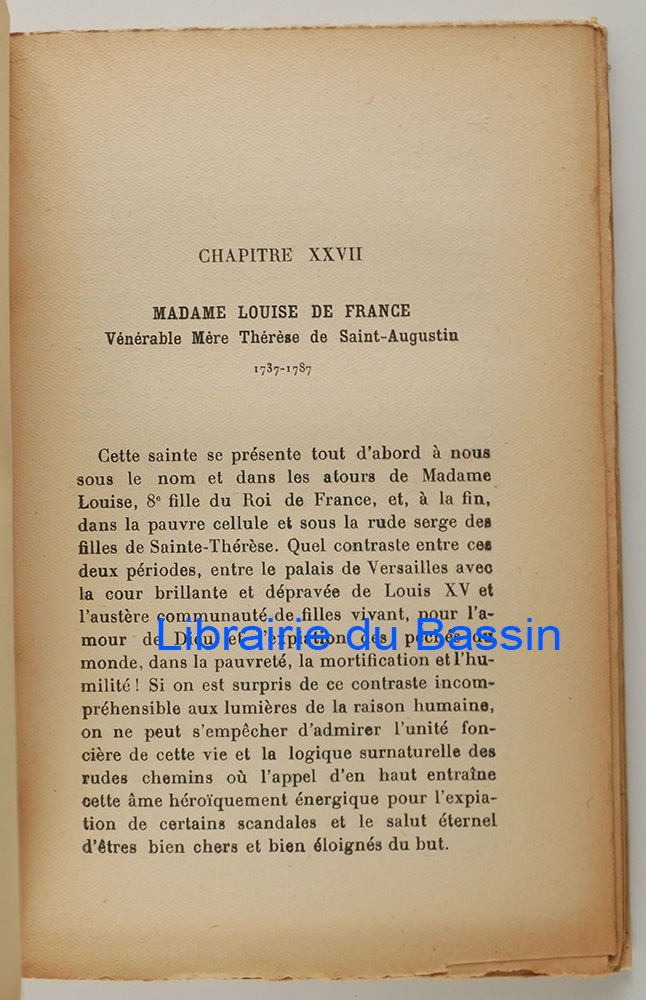 CHAPITRE XXVII
MADAME LOUISE DE FRANCE
Vénérable Mère Thérèse de Saint-Augustin
1737-1787
Cette sainte se présente tout d'abord à nous
sous le nom et dans les atours de Madame
Louise, 8e fille du Roi de France, et, à la fin,
dans la pauvre cellule et sous la rude serge des
filles de Sainte-Thérèse. Quel contraste entre ces
deux périodes, entre le palais de Versailles avec
la cour brillante et dépravée de Louis XV et
l'austère communauté de filles vivant, pour l'a-
mour de Dieu et l'expiation des péchés du
Librairie du Bassin
monde, dans la pauvreté, la mortification et l'hu-
milité ! Si on est surpris de ce contraste incom-
préhensible aux lumières de la raison humaine,
on ne peut s'empêcher d'admirer l'unité fon-
cière de cette vie et la logique surnaturelle des
rudes chemins où l'appel d'en haut entraîne
cette âme héroïquement énergique pour l'expia-
tion de certains scandales et le salut éternel
d'êtres bien chers et bien éloignés du but.